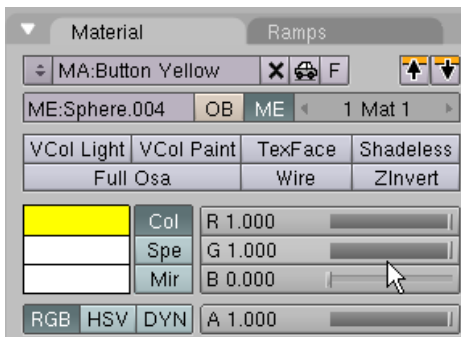 Material Ramps
MA:Button Yellow F
ME:Sphere.004 OB ME 1 Mat 1
VCol Light VCol Paint TexFace Shadeless
Full Osa Wire ZInvert
Col R 1.000
Spe G 1.000
Mir B 0.000
RGB HSV DYN A 1.000